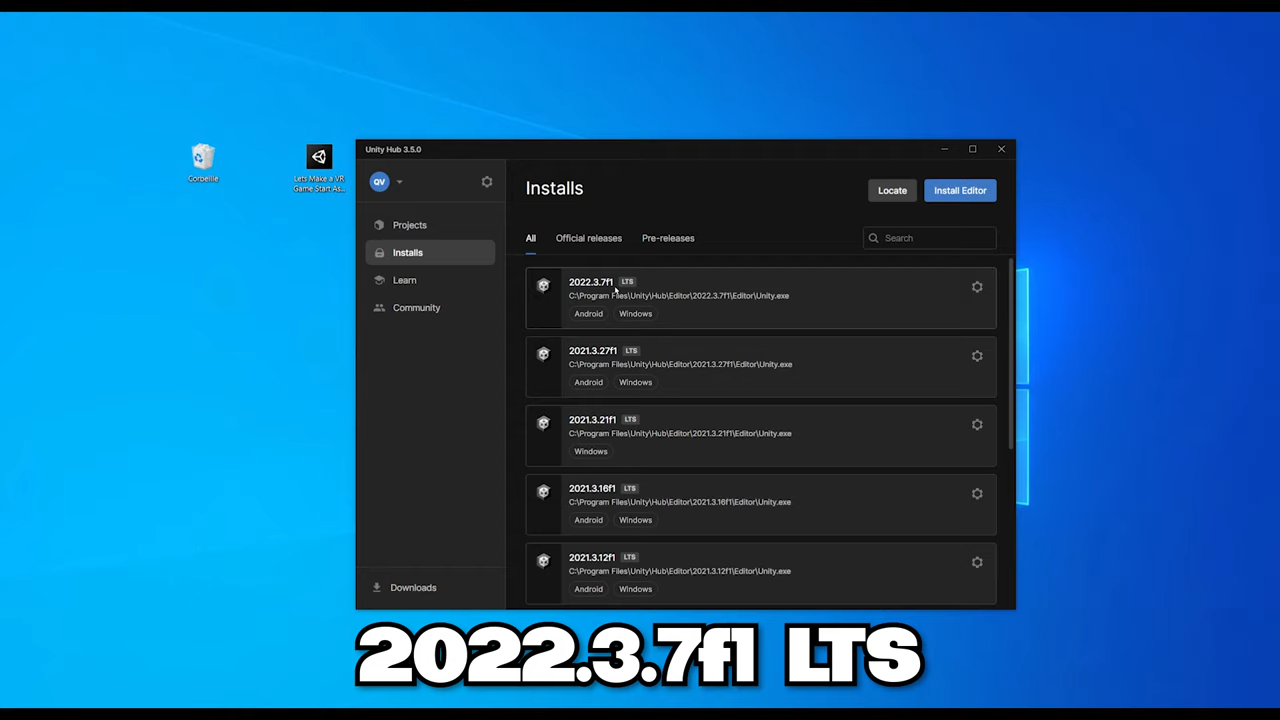 Corbeille
Lets Make a VR
Game Start As...
Unity Hub 3.5.0
QV
Projects
Installs
Learn
Community
Downloads
Installs
Locate
Install Editor
All
Official releases
Pre-releases
Search
2022.3.7f1 LTS
C:\Program Files\Unity\Hub\Editor\2022.3.7f1\Editor\Unity.exe
Android
Windows
2021.3.27f1 LTS
C:\Program Files\Unity\Hub\Editor\2021.3.27f1\Editor\Unity.exe
Android
Windows
2021.3.21f1 LTS
C:\Program Files\Unity\Hub\Editor\2021.3.21f1\Editor\Unity.exe
Windows
2021.3.16f1 LTS
C:\Program Files\Unity\Hub\Editor\2021.3.16f1\Editor\Unity.exe
Android
Windows
2021.3.12f1 LTS
C:\Program Files\Unity\Hub\Editor\2021.3.12f1\Editor\Unity.exe
Android
Windows
2022.3.7f1 LTS